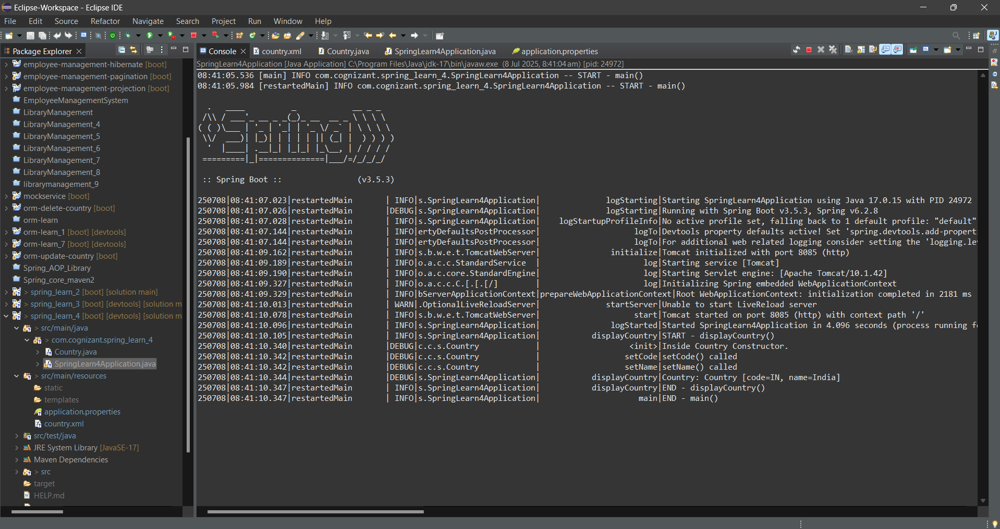 Eclipse-Workspace - Eclipse IDE
File Edit Source Refactor Navigate Search Project Run Window Help
Package Explorer
employee-management-hibernate [boot]
employee-management-pagination [boot]
employee-management-projection [boot]
EmployeeManagementSystem
LibraryManagement
LibraryManagement_4
LibraryManagement_5
LibraryManagement_6
LibraryManagement_7
LibraryManagement_8
librarymanagement_9
mockservice [boot]
orm-delete-country [boot]
orm-learn
orm-learn_1 [boot] [devtools]
orm-learn_7 [boot] [devtools]
orm-update-country [boot]
Spring_AOP_Library
Spring_core_maven2
> spring_learn_2 [boot] [solution main]
> spring_learn_3 [boot] [devtools] [solution m
> spring_learn_4 [boot] [devtools] [solution m
> src/main/java
> com.cognizant.spring_learn_4
Country.java
SpringLearn4Application.java
> src/main/resources
static
templates
application.properties
country.xml
src/test/java
JRE System Library [JavaSE-17]
Maven Dependencies
> src
target
HELP.md
Console country.xml Country.java SpringLearn4Application.java application.properties
SpringLearn4Application [Java Application] C:\Program Files\Java\jdk-17\bin\javaw.exe (8 Jul 2025, 8:41:04 am) [pid: 24972]
08:41:05.536 [main] INFO com.cognizant.spring_learn_4.SpringLearn4Application -- START - main()
08:41:05.984 [restartedMain] INFO com.cognizant.spring_learn_4.SpringLearn4Application -- START - main()
  .   ____          _            __ _ _
 /\\ / ___'_ __ _ _(_)_ __  __ _ \ \ \ \
( ( )\___ | '_ | '_| | '_ \/ _` | \ \ \ \
 \\/  ___)| |_)| | | | | || (_| |  ) ) ) )
  '  |____| .__|_| |_|_| |_\__, | / / / /
 =========|_|==============|___/=/_/_/_/
:: Spring Boot :: (v3.5.3)
250708|08:41:07.023|restartedMain | INFO|s.SpringLearn4Application| logStarting|Starting SpringLearn4Application using Java 17.0.15 with PID 24972
250708|08:41:07.026|restartedMain |DEBUG|s.SpringLearn4Application| logStarting|Running with Spring Boot v3.5.3, Spring v6.2.8
250708|08:41:07.028|restartedMain | INFO|s.SpringLearn4Application| logStartupProfileInfo|No active profile set, falling back to 1 default profile: "default"
250708|08:41:07.144|restartedMain | INFO|ertyDefaultsPostProcessor| logTo|Devtools property defaults active! Set 'spring.devtools.add-propert
250708|08:41:07.144|restartedMain | INFO|ertyDefaultsPostProcessor| logTo|For additional web related logging consider setting the 'logging.le
250708|08:41:09.162|restartedMain | INFO|s.b.w.e.t.TomcatWebServer| initialize|Tomcat initialized with port 8085 (http)
250708|08:41:09.189|restartedMain | INFO|o.a.c.c.StandardService | log|Starting service [Tomcat]
250708|08:41:09.190|restartedMain | INFO|o.a.c.core.StandardEngine| log|Starting Servlet engine: [Apache Tomcat/10.1.42]
250708|08:41:09.327|restartedMain | INFO|o.a.c.c.C.[.[.[/] | log|Initializing Spring embedded WebApplicationContext
250708|08:41:09.329|restartedMain | INFO|bServerApplicationContext|prepareWebApplicationContext|Root WebApplicationContext: initialization completed in 2181 ms
250708|08:41:10.013|restartedMain | WARN|.OptionalLiveReloadServer| startServer|Unable to start LiveReload server
250708|08:41:10.078|restartedMain | INFO|s.b.w.e.t.TomcatWebServer| start|Tomcat started on port 8085 (http) with context path '/'
250708|08:41:10.096|restartedMain | INFO|s.SpringLearn4Application| logStarted|Started SpringLearn4Application in 4.096 seconds (process running f
250708|08:41:10.105|restartedMain | INFO|s.SpringLearn4Application| displayCountry|START - displayCountry()
250708|08:41:10.340|restartedMain |DEBUG|c.c.s.Country | <init>|Inside Country Constructor.
250708|08:41:10.342|restartedMain |DEBUG|c.c.s.Country | setCode|setCode() called
250708|08:41:10.342|restartedMain |DEBUG|c.c.s.Country | setName|setName() called
250708|08:41:10.344|restartedMain |DEBUG|s.SpringLearn4Application| displayCountry|Country: Country [code=IN, name=India]
250708|08:41:10.347|restartedMain | INFO|s.SpringLearn4Application| displayCountry|END - displayCountry()
250708|08:41:10.347|restartedMain | INFO|s.SpringLearn4Application| main|END - main()